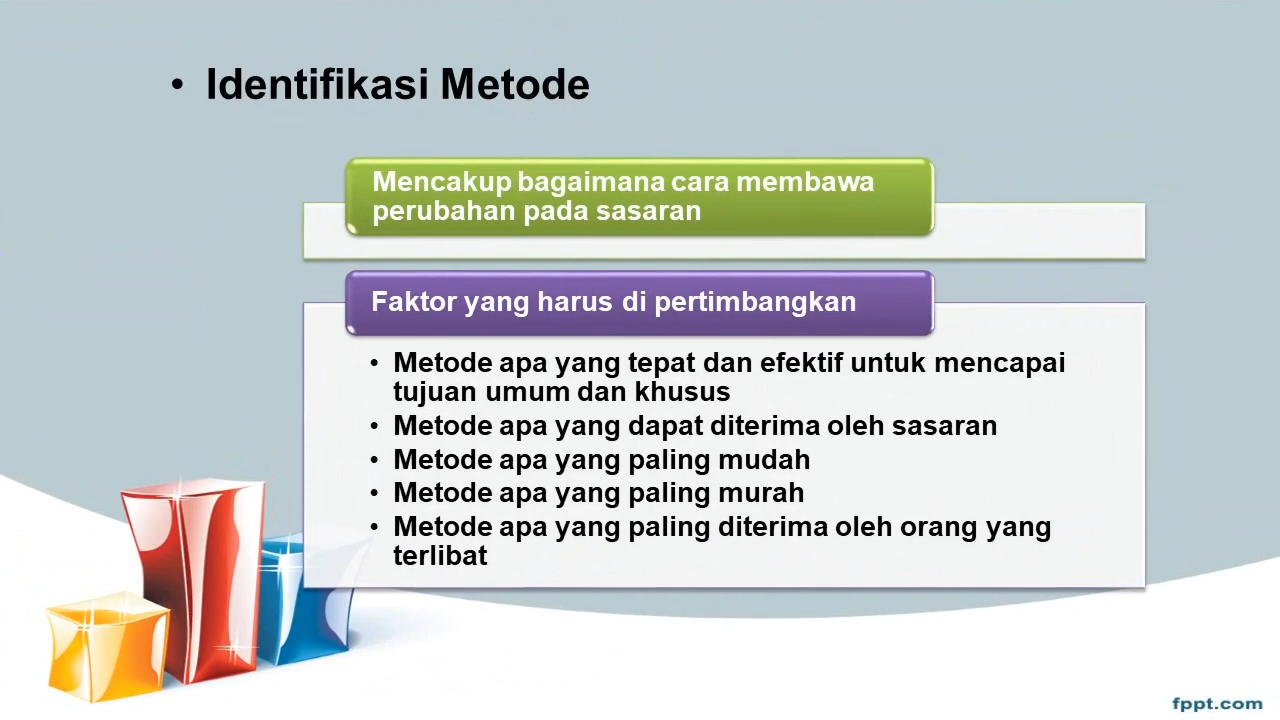 • Identifikasi Metode
Mencakup bagaimana cara membawa
perubahan pada sasaran
Faktor yang harus di pertimbangkan
• Metode apa yang tepat dan efektif untuk mencapai
tujuan umum dan khusus
• Metode apa yang dapat diterima oleh sasaran
• Metode apa yang paling mudah
• Metode apa yang paling murah
• Metode apa yang paling diterima oleh orang yang
terlibat
fppt.com